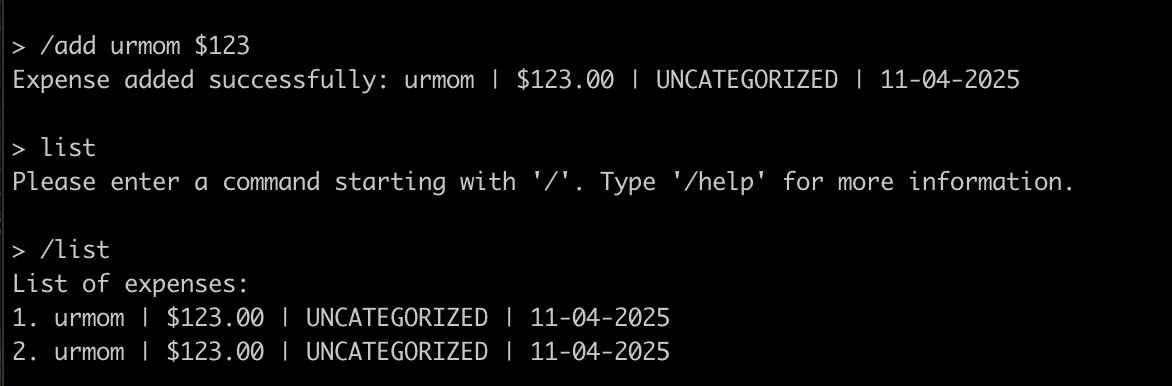 > /add urmom $123
Expense added successfully: urmom | $123.00 | UNCATEGORIZED | 11-04-2025
> list
Please enter a command starting with '/'. Type '/help' for more information.
> /list
List of expenses:
1. urmom | $123.00 | UNCATEGORIZED | 11-04-2025
2. urmom | $123.00 | UNCATEGORIZED | 11-04-2025